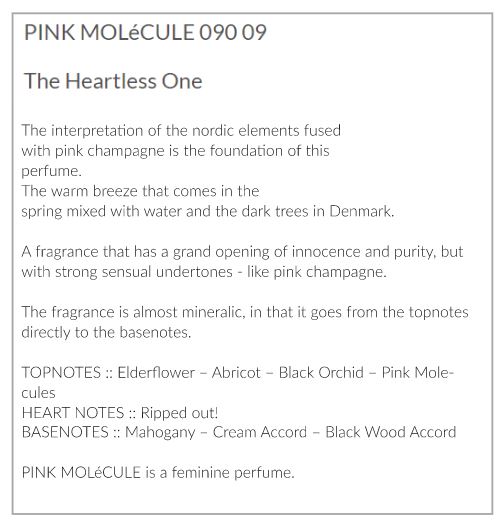 PINK MOLéCULE 090 09
The Heartless One
The interpretation of the nordic elements fused
with pink champagne is the foundation of this
perfume.
The warm breeze that comes in the
spring mixed with water and the dark trees in Denmark.
A fragrance that has a grand opening of innocence and purity, but
with strong sensual undertones - like pink champagne.
The fragrance is almost mineralic, in that it goes from the topnotes
directly to the basenotes.
TOPNOTES :: Elderflower – Abricot – Black Orchid – Pink Mole-
cules
HEART NOTES :: Ripped out!
BASENOTES :: Mahogany – Cream Accord – Black Wood Accord
PINK MOLéCULE is a feminine perfume.